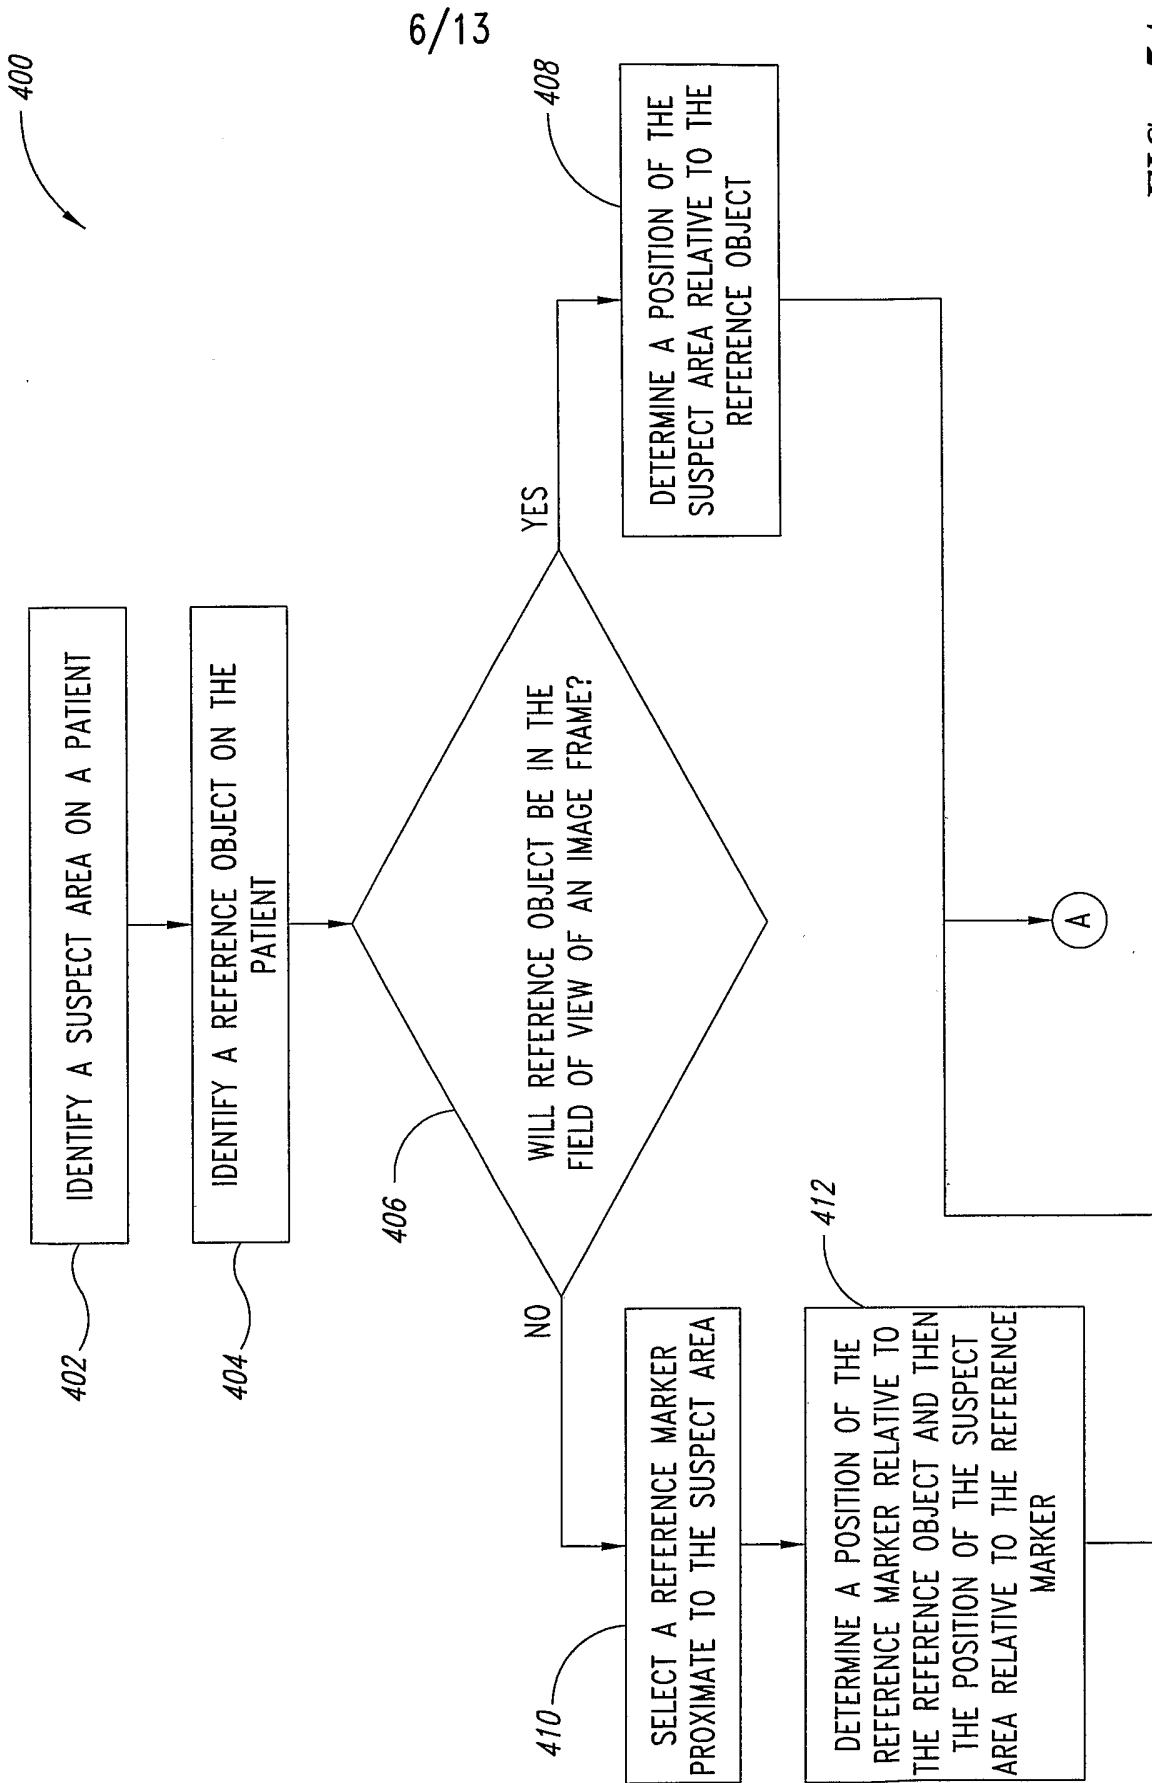 6/13
400
IDENTIFY A SUSPECT AREA ON A PATIENT
402
IDENTIFY A REFERENCE OBJECT ON THE
PATIENT
404
WILL REFERENCE OBJECT BE IN THE
FIELD OF VIEW OF AN IMAGE FRAME?
406
NO
YES
408
DETERMINE A POSITION OF THE
SUSPECT AREA RELATIVE TO THE
REFERENCE OBJECT
SELECT A REFERENCE MARKER
PROXIMATE TO THE SUSPECT AREA
410
412
DETERMINE A POSITION OF THE
REFERENCE MARKER RELATIVE TO
THE REFERENCE OBJECT AND THEN
THE POSITION OF THE SUSPECT
AREA RELATIVE TO THE REFERENCE
MARKER
A